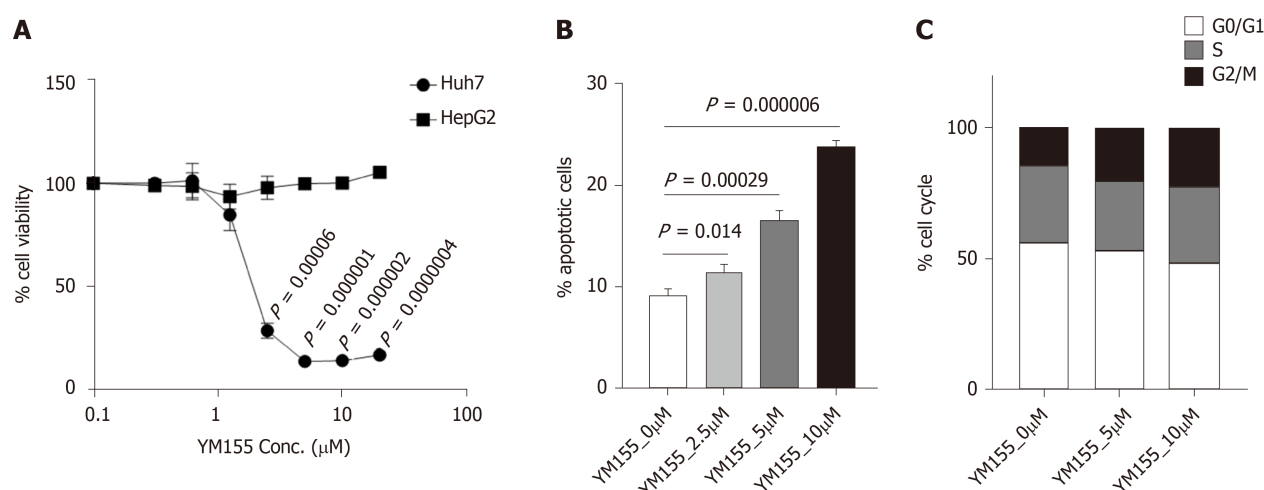 A
150
100
50
0
% cell viability
0.1
1
10
100
YM155 Conc. (μM)
Huh7
HepG2
P = 0.00006
P = 0.000001
P = 0.000002
P = 0.0000004
B
30
20
10
0
% apoptotic cells
P = 0.000006
P = 0.00029
P = 0.014
YM155_0μM
YM155_2.5μM
YM155_5μM
YM155_10μM
C
G0/G1
S
G2/M
100
50
0
% cell cycle
YM155_0μM
YM155_5μM
YM155_10μM